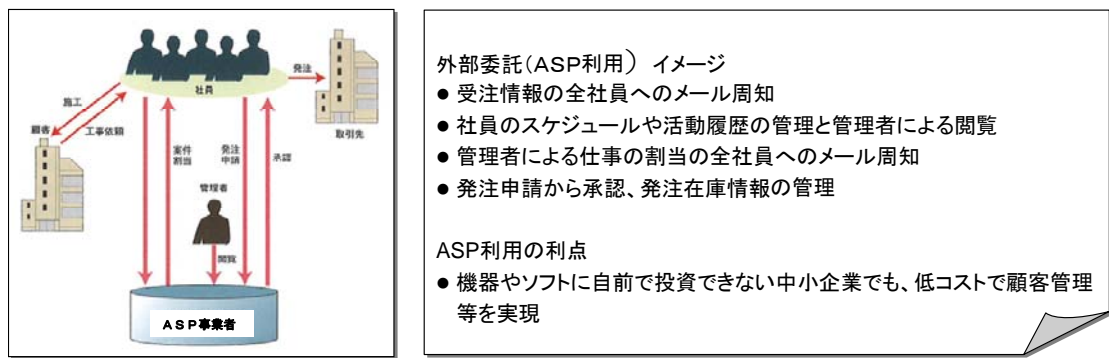 社員
発注
施工
工事依頼
顧客
取引先
案件
割当
発注
申請
承認
管理者
閲覧
ASP事業者
外部委託(ASP利用) イメージ
● 受注情報の全社員へのメール周知
● 社員のスケジュールや活動履歴の管理と管理者による閲覧
● 管理者による仕事の割当の全社員へのメール周知
● 発注申請から承認、発注在庫情報の管理
ASP利用の利点
● 機器やソフトに自前で投資できない中小企業でも、低コストで顧客管理
等を実現